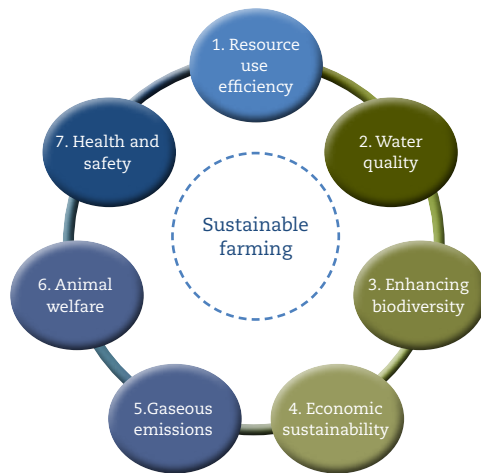 1. Resource
use
efficiency
2. Water
quality
3. Enhancing
biodiversity
4. Economic
sustainability
5.Gaseous
emissions
6. Animal
welfare
7. Health and
safety
Sustainable
farming